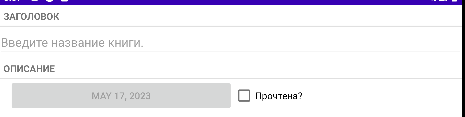 ЗАГОЛОВОК
Введите название книги.
ОПИСАНИЕ
MAY 17, 2023 Прочтена?